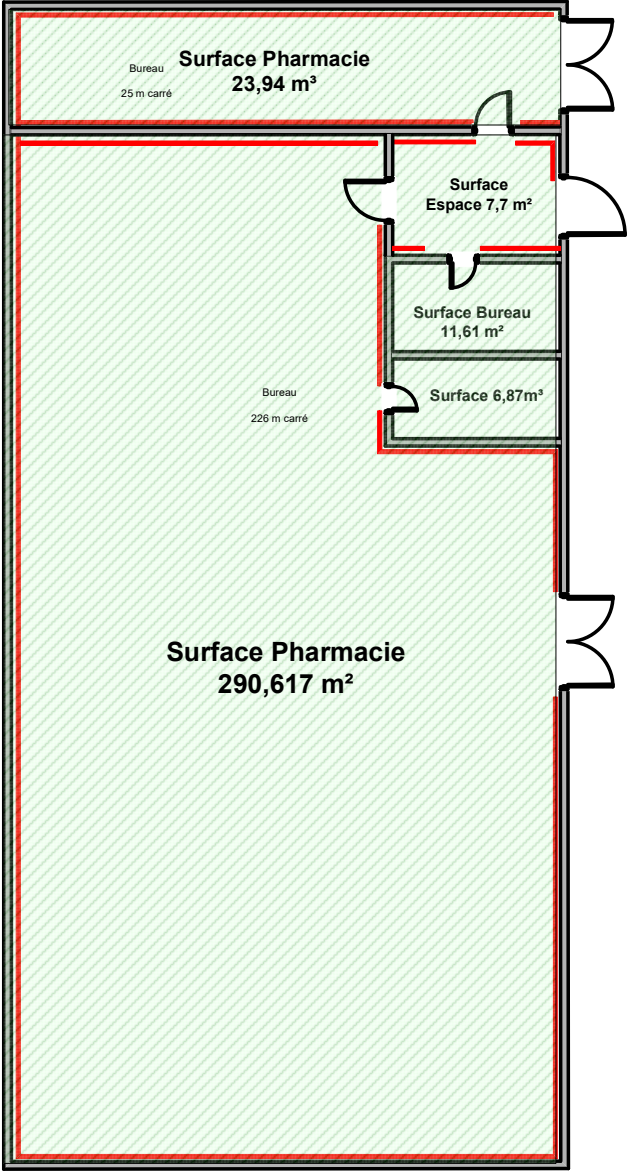 Surface Pharmacie
23,94 m³
Bureau
25 m carré
Surface
Espace 7,7 m²
Surface Bureau
11,61 m²
Surface 6,87m³
Bureau
226 m carré
Surface Pharmacie
290,617 m²